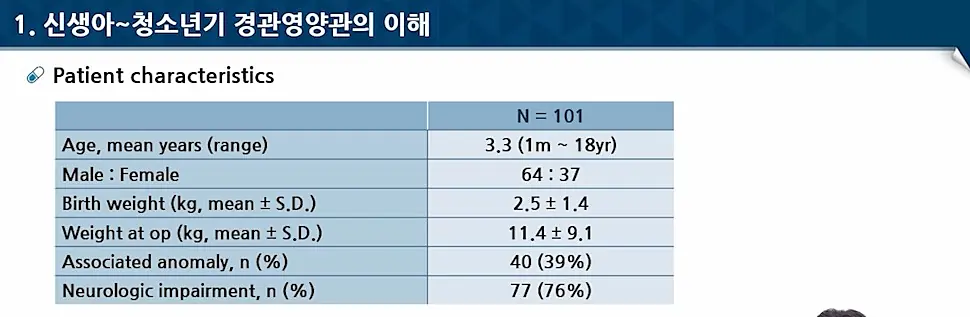 1. 신생아~청소년기 경관영양관의 이해
Patient characteristics
N = 101
Age, mean years (range) 3.3 (1m ~ 18yr)
Male : Female 64 : 37
Birth weight (kg, mean ± S.D.) 2.5 ± 1.4
Weight at op (kg, mean ± S.D.) 11.4 ± 9.1
Associated anomaly, n (%) 40 (39%)
Neurologic impairment, n (%) 77 (76%)